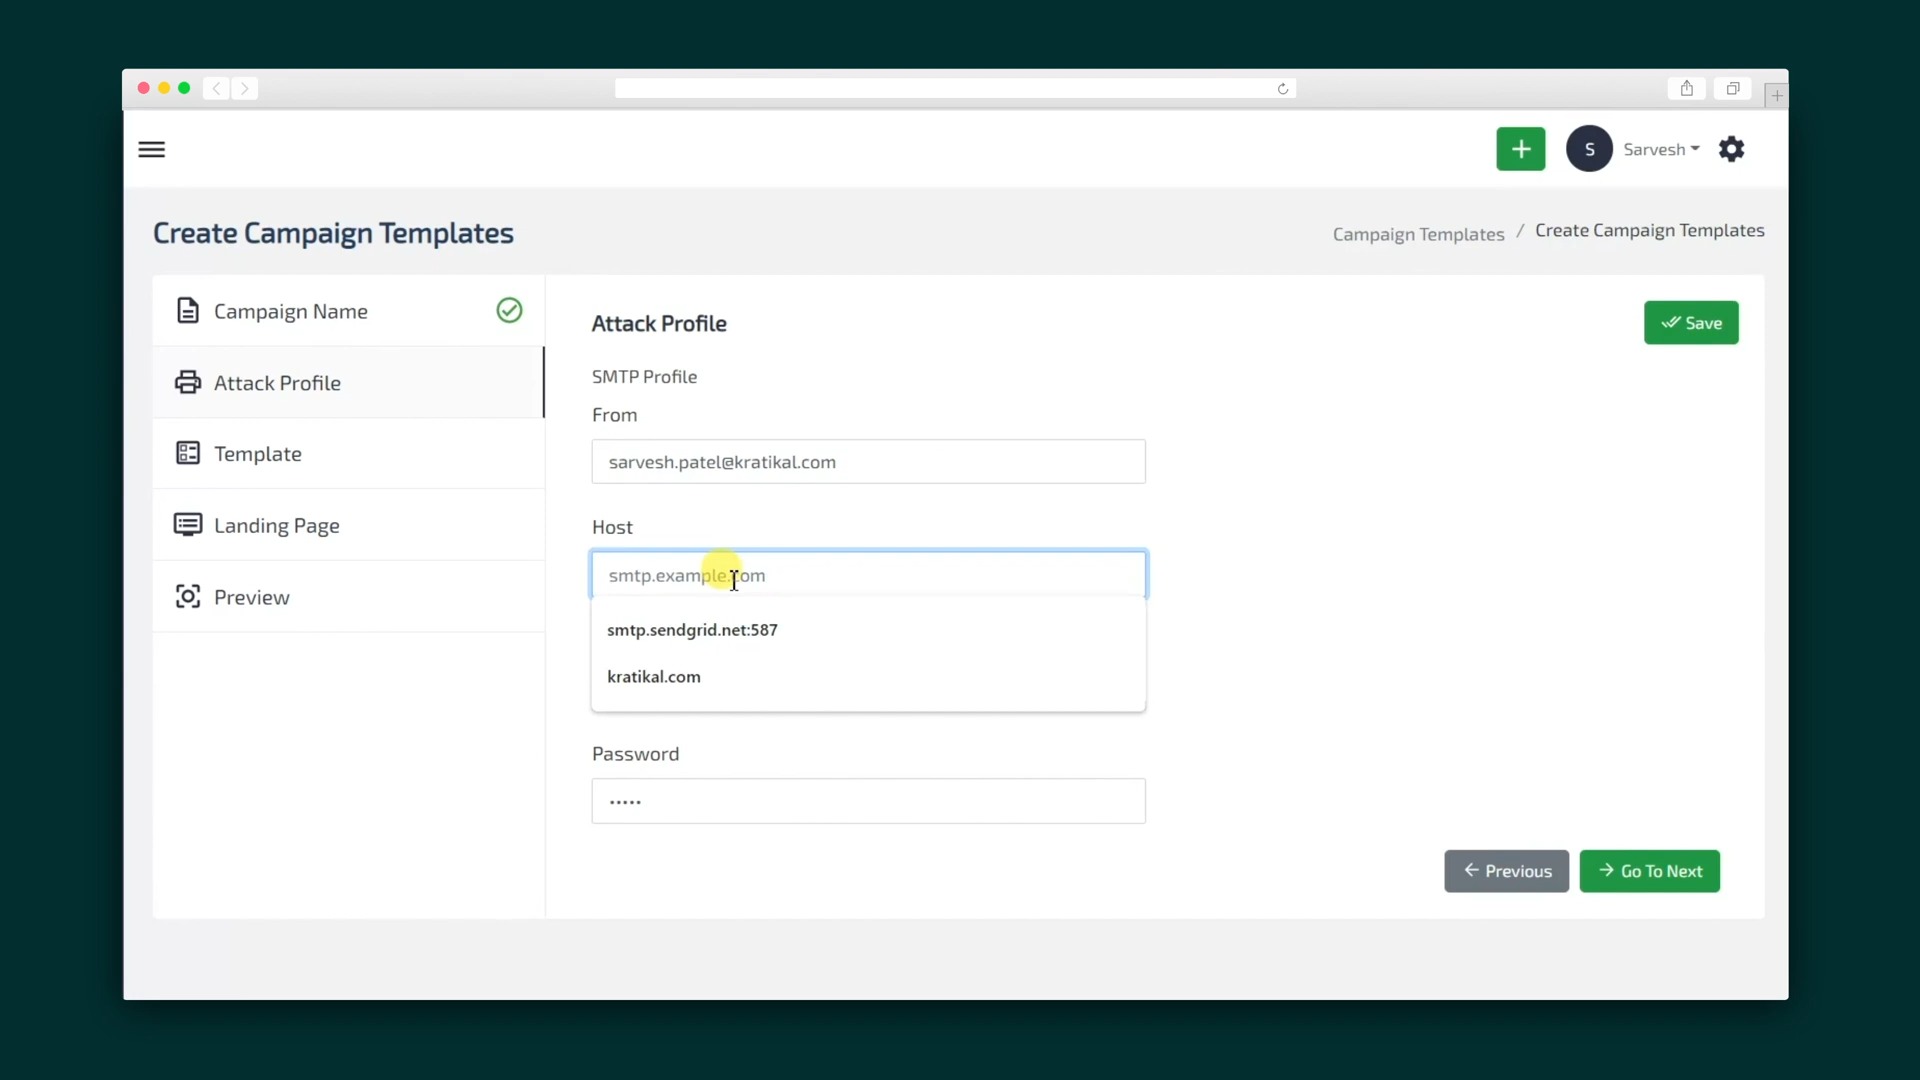 S
Sarvesh
Create Campaign Templates
Campaign Templates / Create Campaign Templates
Campaign Name
Attack Profile
Template
Landing Page
Preview
Attack Profile
Save
SMTP Profile
From
sarvesh.patel@kratikal.com
Host
smtp.example.com
smtp.sendgrid.net:587
kratikal.com
Password
•••••
Previous
Go To Next